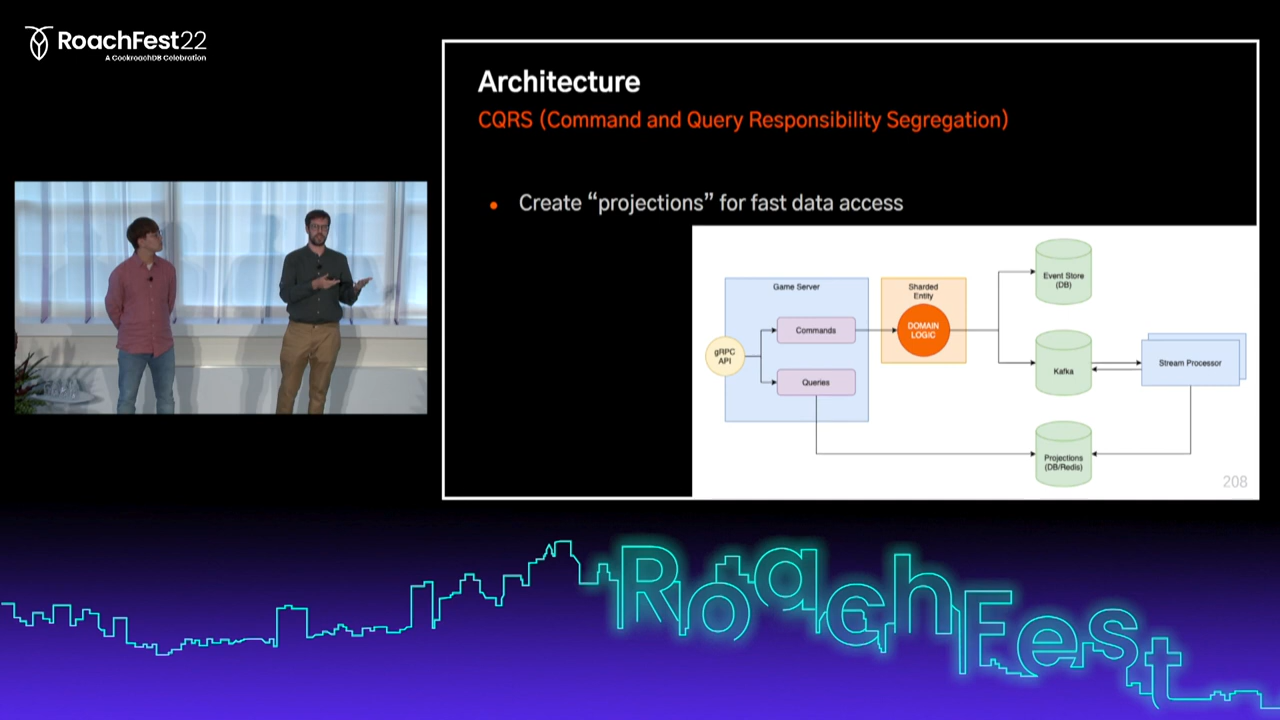 RoachFest22
A CockroachDB Celebration
Architecture
CQRS (Command and Query Responsibility Segregation)
• Create “projections” for fast data access
Game Server
Sharded
Entity
Event Store
(DB)
gRPC
API
Commands
DOMAIN
LOGIC
Queries
Kafka
Stream Processor
Projections
(DB/Redis)
208
RoachFest